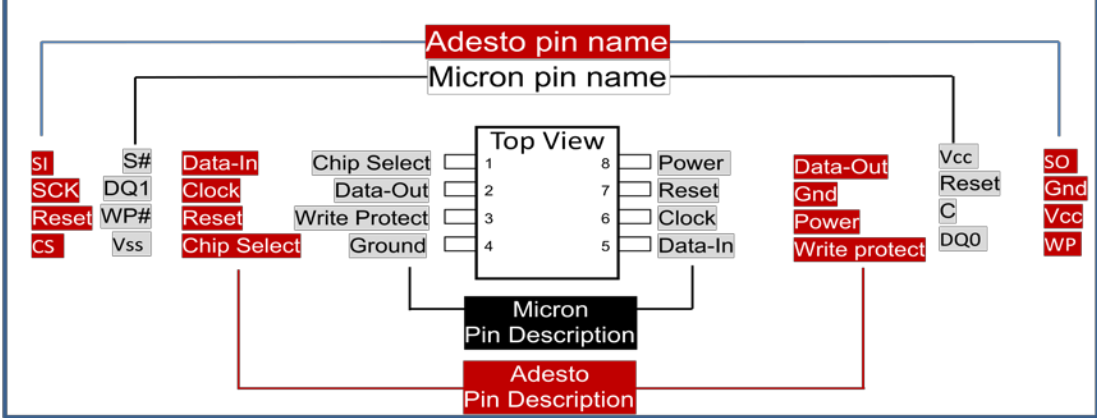 Adesto pin name
Micron pin name
Top View
SI S# Data-In Chip Select 1 8 Power Data-Out Vcc SO
SCK DQ1 Clock Data-Out 2 7 Reset Gnd Reset Gnd
Reset WP# Reset Write Protect 3 6 Clock Power C Vcc
CS Vss Chip Select Ground 4 5 Data-In Write protect DQ0 WP
Micron
Pin Description
Adesto
Pin Description